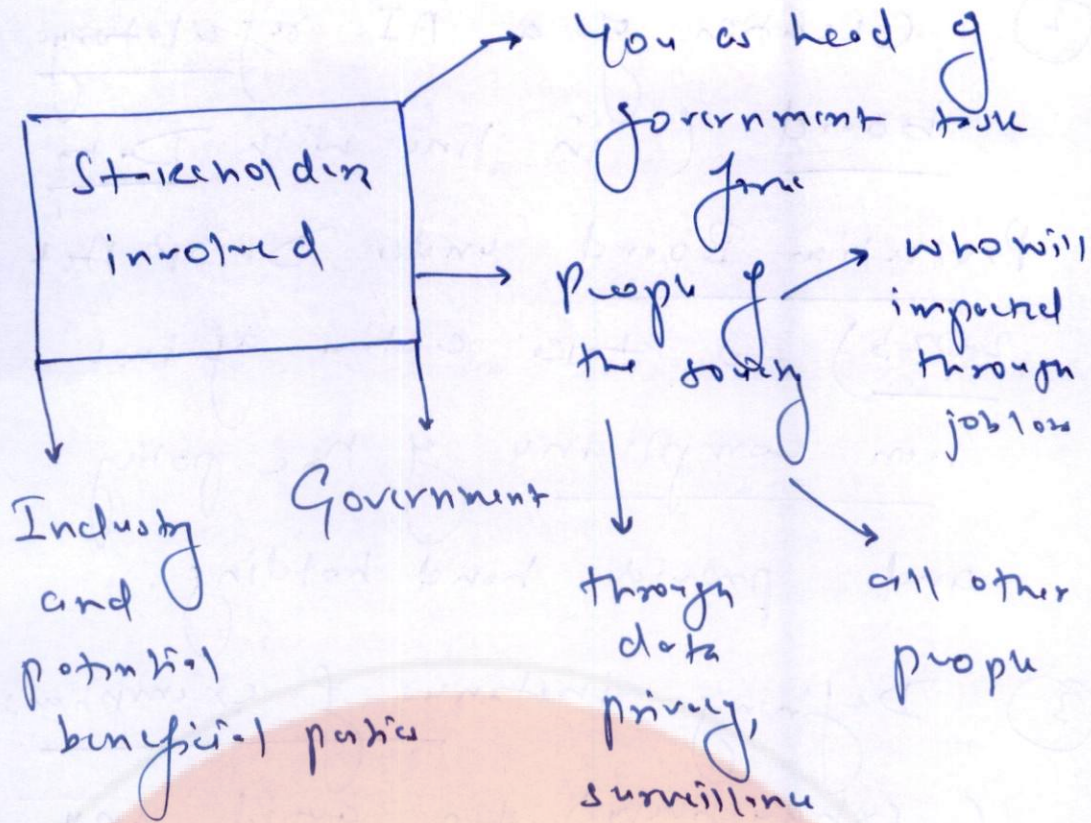 You as head of
government task
force
Stakeholders
involved
People of
the society
who will
impacted
through
job loss
Industry
and
potential
beneficial parties
Government
through
data
privacy,
surveillance
all other
people